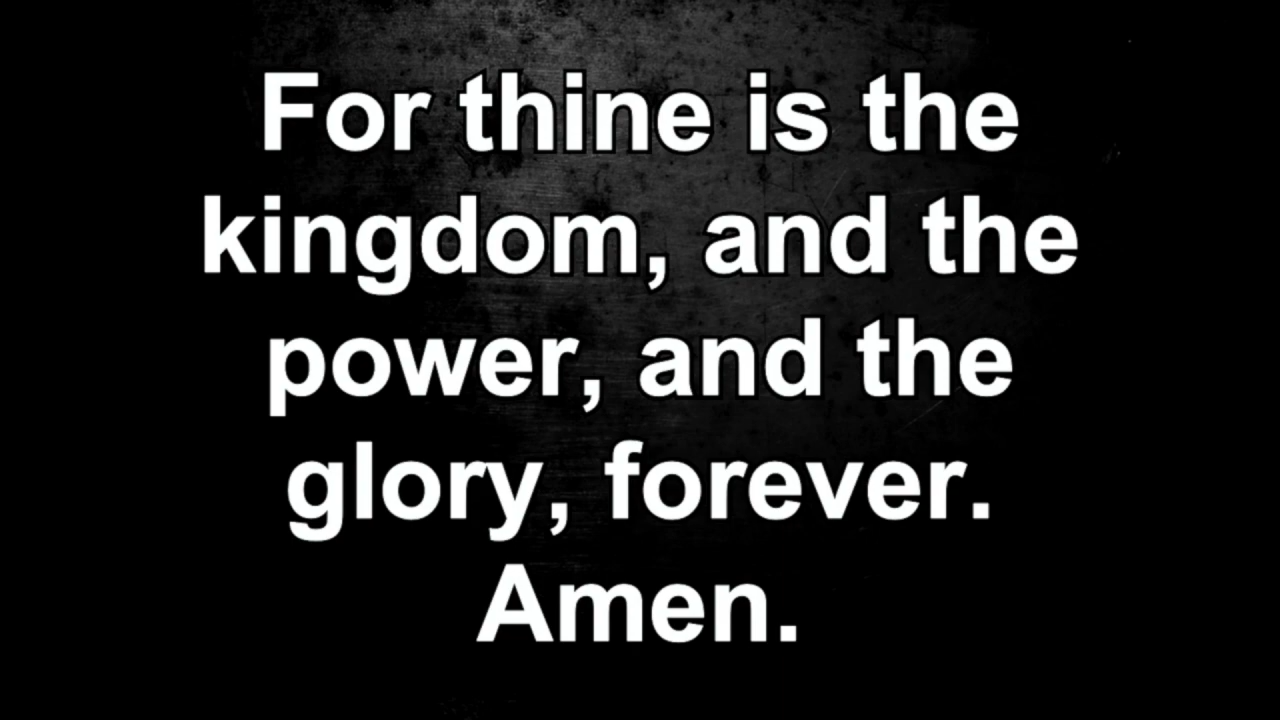 For thine is the
kingdom, and the
power, and the
glory, forever.
Amen.